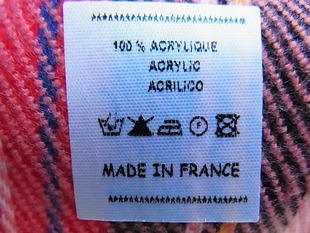 100 % ACRYLIQUE
ACRYLIC
ACRILICO
F
MADE IN FRANCE